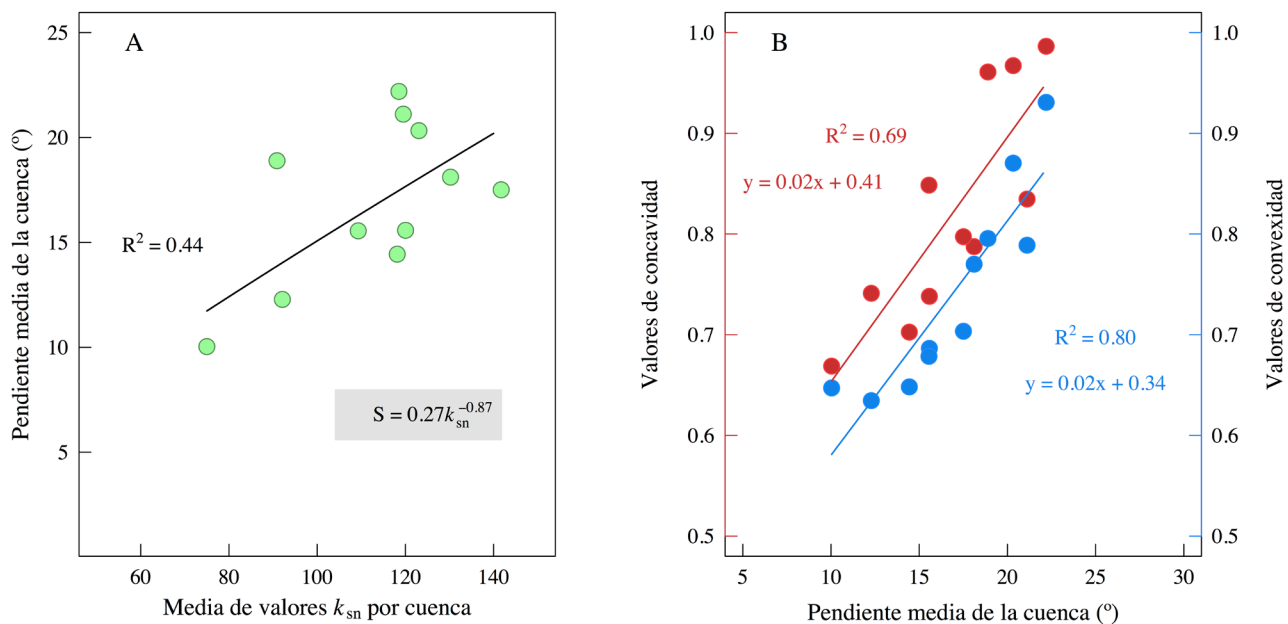 A
25
20
15
10
5
Pendiente media de la cuenca (º)
R² = 0.44
S = 0.27kₛₙ⁻⁰·⁸⁷
60 80 100 120 140
Media de valores kₛₙ por cuenca
B
1.0
0.9
0.8
0.7
0.6
0.5
Valores de concavidad
R² = 0.69
y = 0.02x + 0.41
R² = 0.80
y = 0.02x + 0.34
1.0
0.9
0.8
0.7
0.6
0.5
Valores de convexidad
5 10 15 20 25 30
Pendiente media de la cuenca (º)